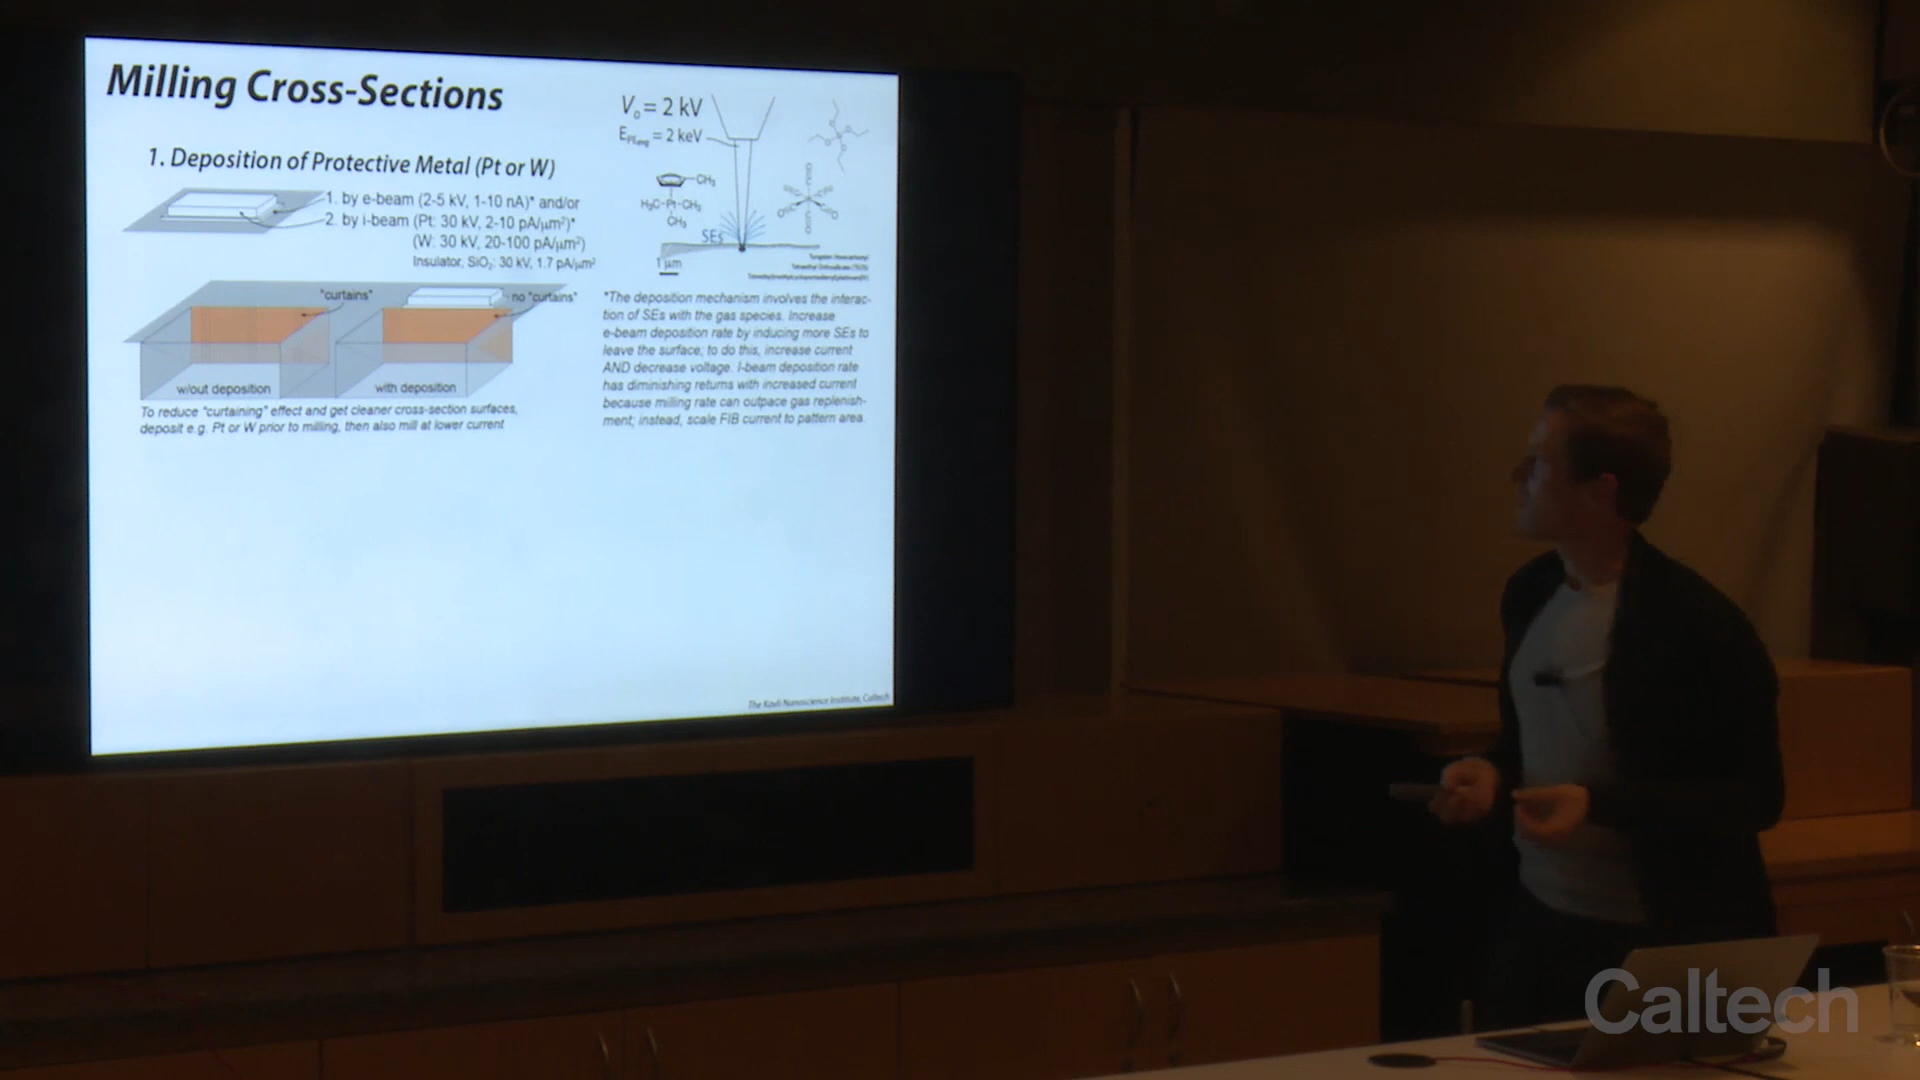 Milling Cross-Sections
1. Deposition of Protective Metal (Pt or W)
1. by e-beam (2-5 kV, 1-10 nA)* and/or
2. by i-beam (Pt: 30 kV, 2-10 pA/µm²)*
(W: 30 kV, 20-100 pA/µm²)
Insulator, SiO₂: 30 kV, 1.7 pA/µm²
"curtains"
no "curtains"
w/out deposition
with deposition
To reduce "curtaining" effect and get cleaner cross-section surfaces,
deposit e.g. Pt or W prior to milling, then also mill at lower current
V₀ = 2 kV
= 2 keV
CH₃
H₃C-Pt-CH₃
CH₃
SEs
1 µm
*The deposition mechanism involves the interac-
tion of SEs with the gas species. Increase
e-beam deposition rate by inducing more SEs to
leave the surface; to do this, increase current
AND decrease voltage. I-beam deposition rate
has diminishing returns with increased current
because milling rate can outpace gas replenish-
ment; instead, scale FIB current to pattern area.
The Kavli Nanoscience Institute, Caltech
Caltech